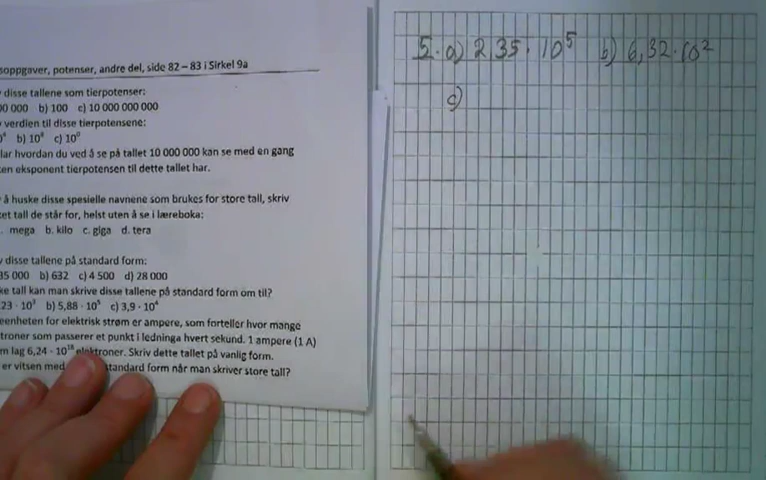 soppgaver, potenser, andre del, side 82 – 83 i Sirkel 9a
disse tallene som tierpotenser:
00 000 b) 100 c) 10 000 000 000
verdien til disse tierpotensene:
b) 10⁸ c) 10⁰
lar hvordan du ved å se på tallet 10 000 000 kan se med en gang
en eksponent tierpotensen til dette tallet har.
å huske disse spesielle navnene som brukes for store tall, skriv
et tall de står for, helst uten å se i læreboka:
mega b. kilo c. giga d. tera
disse tallene på standard form:
35 000 b) 632 c) 4 500 d) 28 000
ke tall kan man skrive disse tallene på standard form om til?
23 · 10³ b) 5,88 · 10⁵ c) 3,9 · 10⁴
eenheten for elektrisk strøm er ampere, som forteller hvor mange
troner som passerer et punkt i ledninga hvert sekund. 1 ampere (1 A)
m lag 6,24 · 10¹⁸ elektroner. Skriv dette tallet på vanlig form.
er vitsen med standard form når man skriver store tall?
5. a) 2,35 · 10⁵ b) 6,32 · 10²
c)